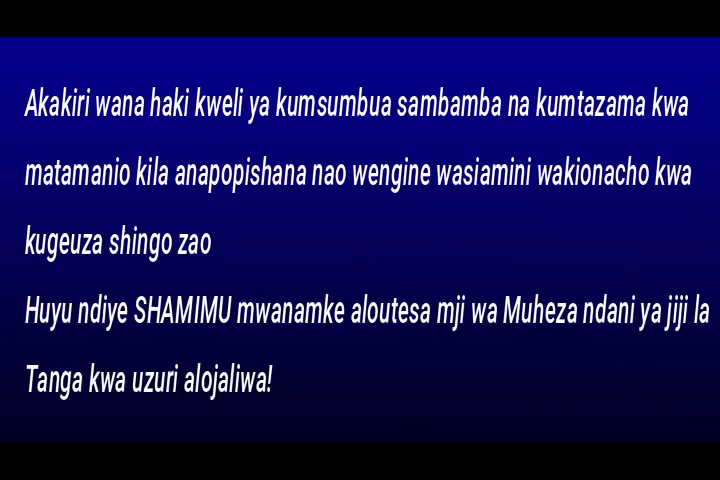 Akakiri wana haki kweli ya kumsumbua sambamba na kumtazama kwa
matamanio kila anapopishana nao wengine wasiamini wakionacho kwa
kugeuza shingo zao
Huyu ndiye SHAMIMU mwanamke aloutesa mji wa Muheza ndani ya jiji la
Tanga kwa uzuri alojaliwa!